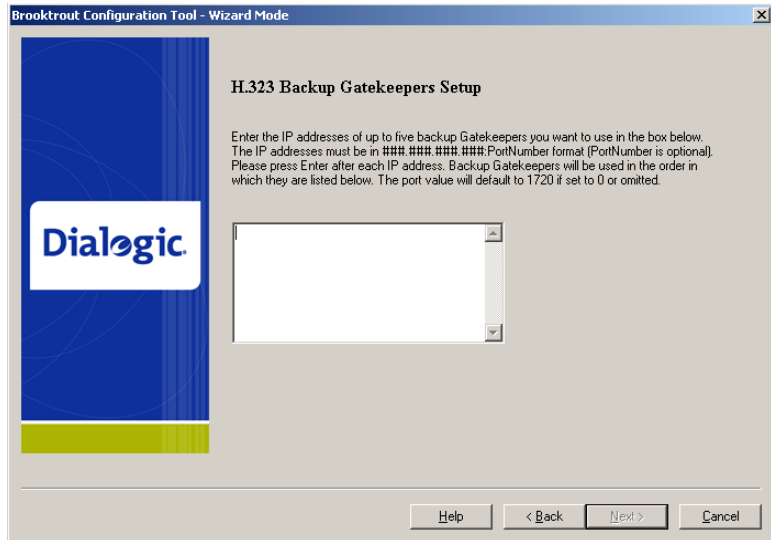 Brooktrout Configuration Tool - Wizard Mode
H.323 Backup Gatekeepers Setup
Enter the IP addresses of up to five backup Gatekeepers you want to use in the box below.
The IP addresses must be in ###.###.###.###:PortNumber format (PortNumber is optional).
Please press Enter after each IP address. Backup Gatekeepers will be used in the order in
which they are listed below. The port value will default to 1720 if set to 0 or omitted.
Dialogic.
Help
< Back
Next >
Cancel